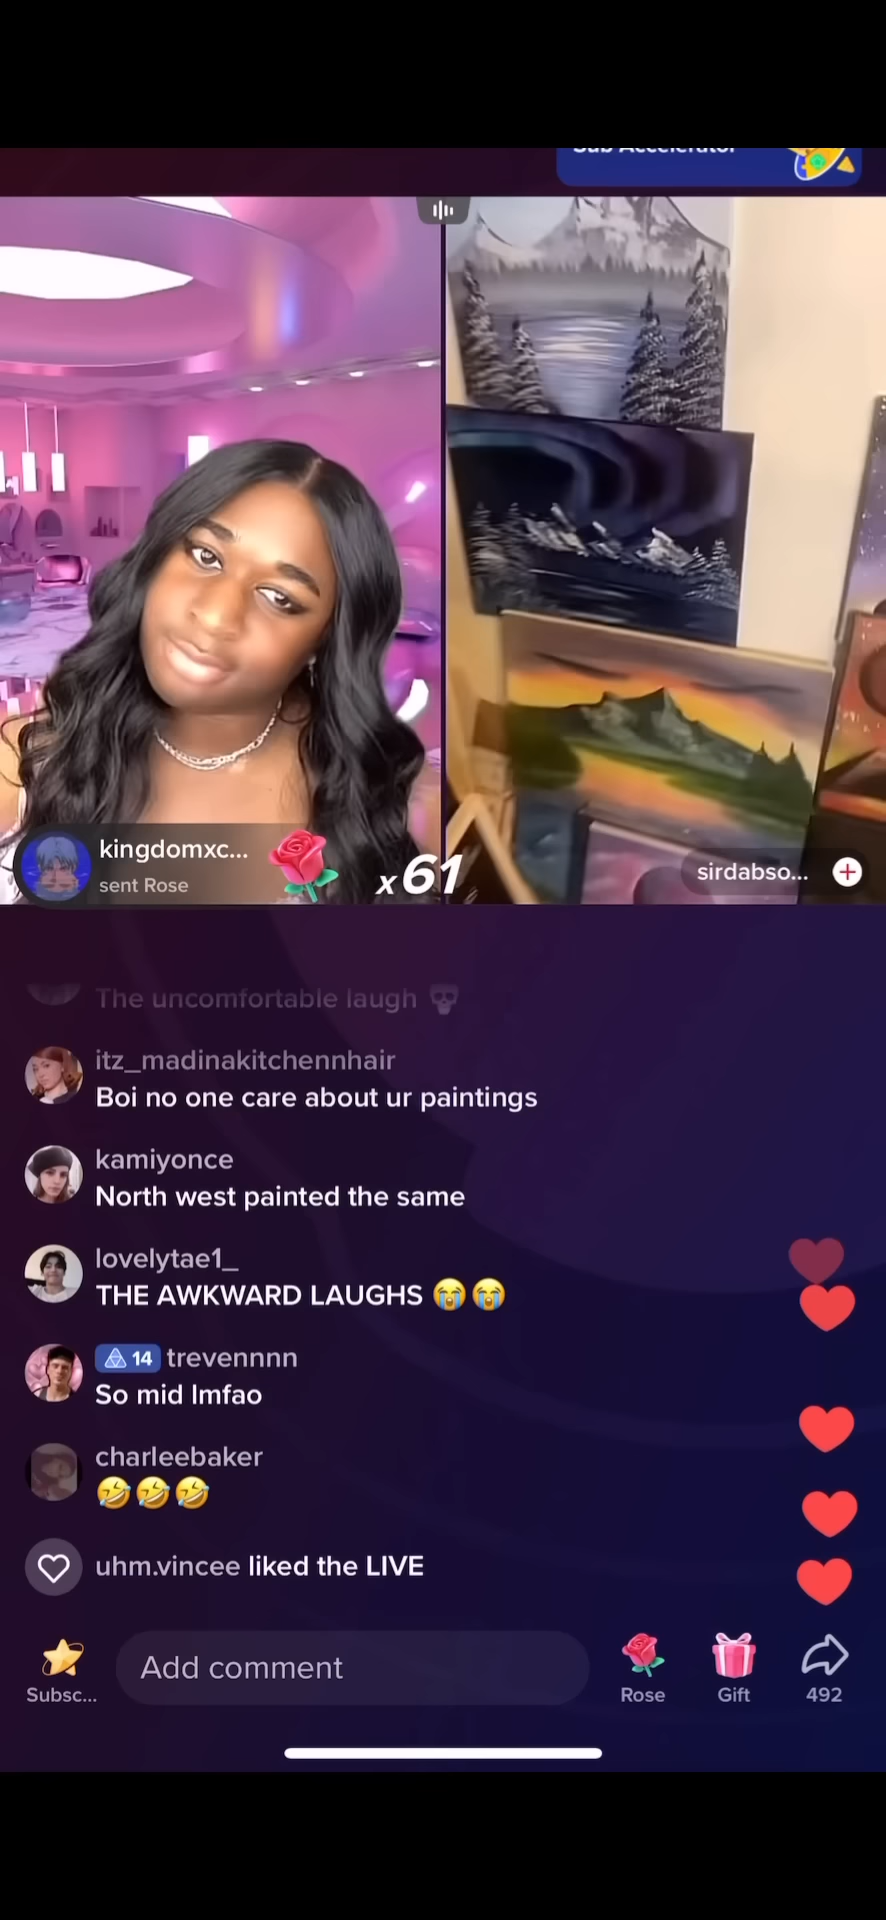 Sub Accelerator
kingdomxc...
sent Rose
x61
sirdabso...
The uncomfortable laugh 💀
itz_madinakitchennhair
Boi no one care about ur paintings
kamiyonce
North west painted the same
lovelytae1_
THE AWKWARD LAUGHS 😭😭
14 trevennnn
So mid lmfao
charleebaker
🤣🤣🤣
uhm.vincee liked the LIVE
Subsc...
Add comment
Rose
Gift
492